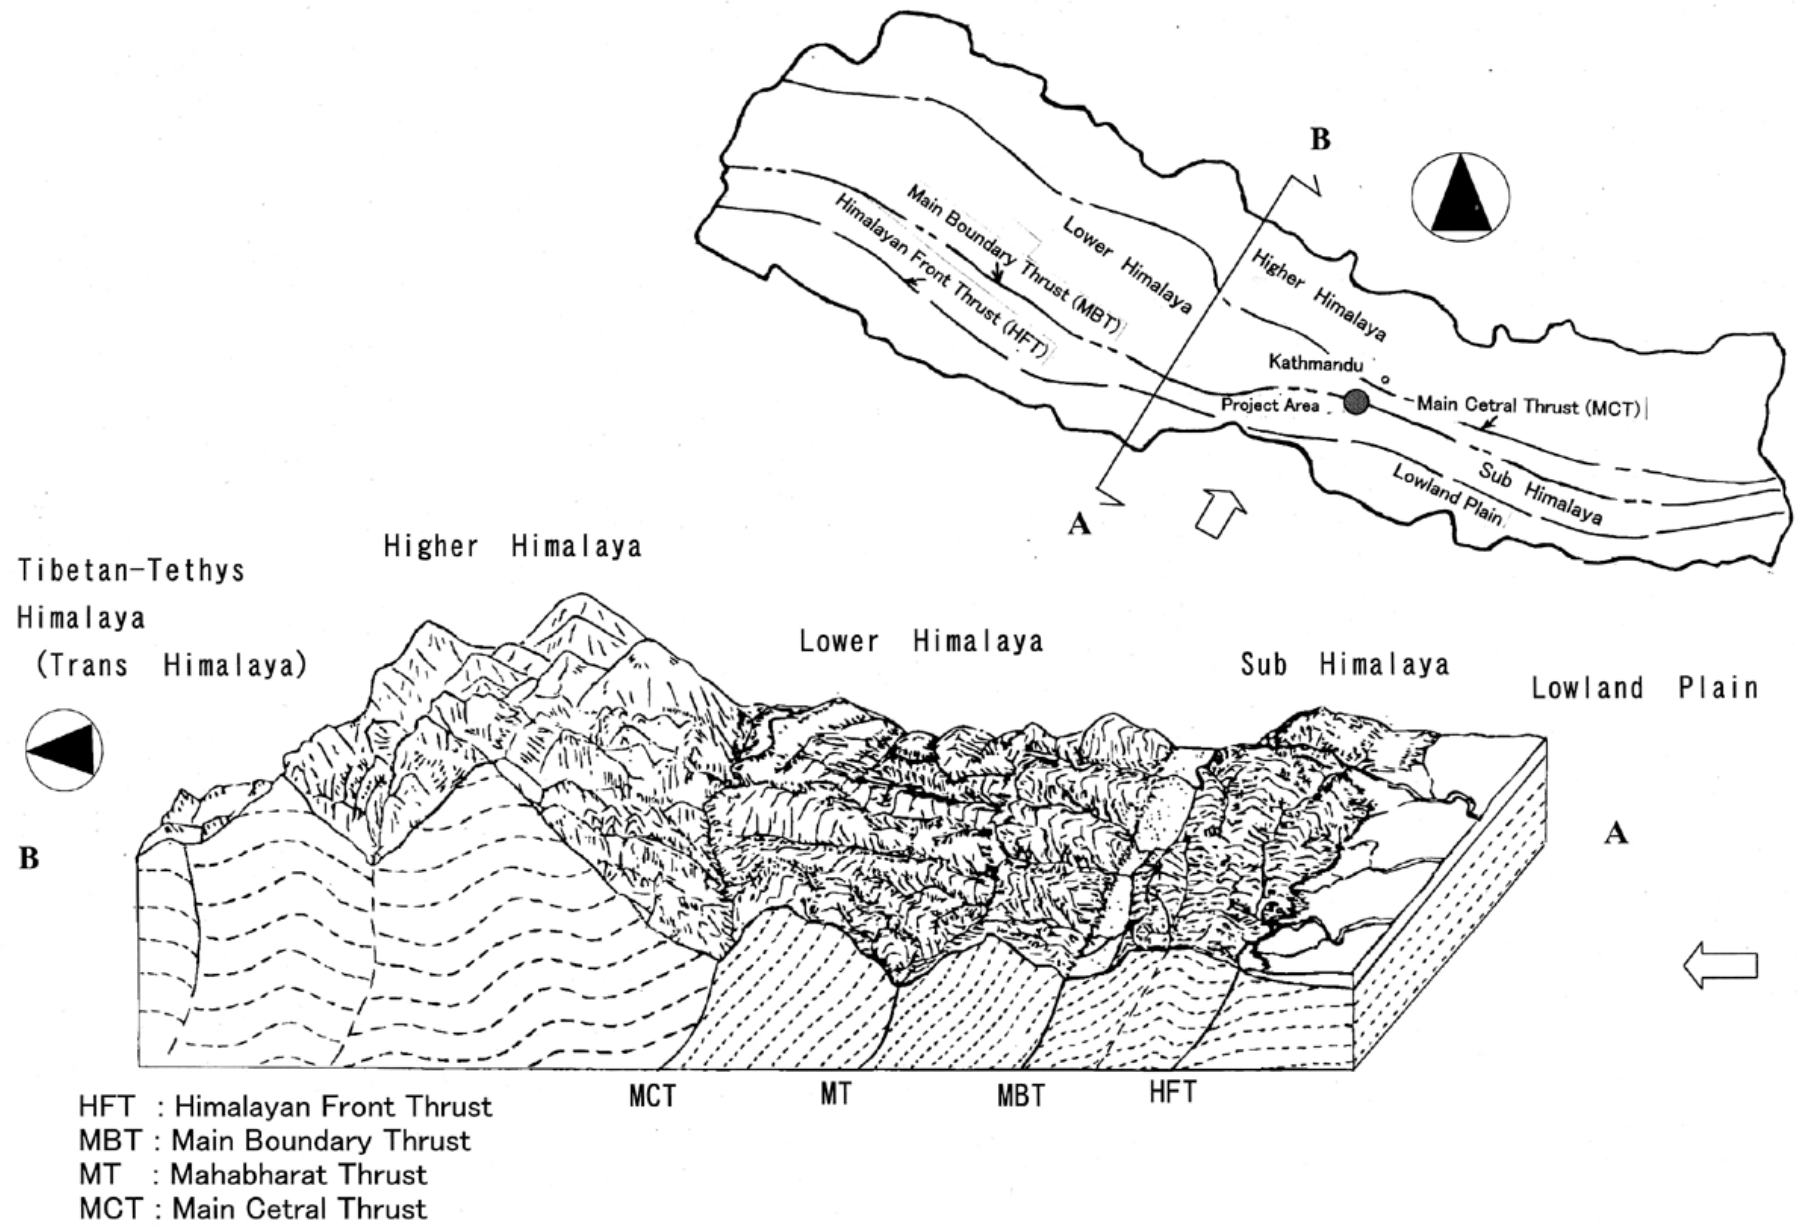 B
Main Boundary Thrust (MBT)
Himalayan Front Thrust (HFT)
Lower Himalaya
Higher Himalaya
Kathmandu
Project Area
Main Cetral Thrust (MCT)
Sub Himalaya
Lowland Plain
A
Tibetan-Tethys
Himalaya
(Trans Himalaya)
Higher Himalaya
Lower Himalaya
Sub Himalaya
Lowland Plain
B
A
MCT
MT
MBT
HFT
HFT : Himalayan Front Thrust
MBT : Main Boundary Thrust
MT : Mahabharat Thrust
MCT : Main Cetral Thrust